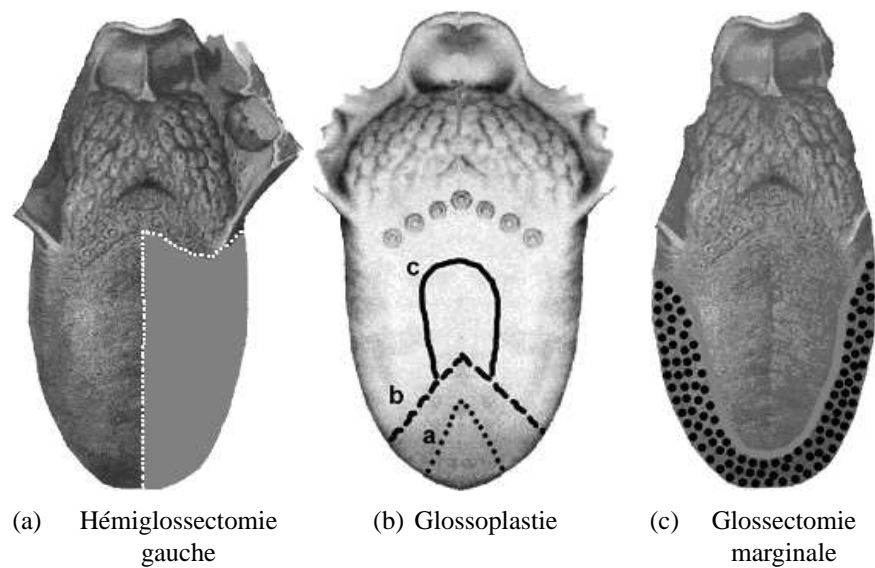 c
b
a
(a) Hémiglossectomie
gauche
(b) Glossoplastie
(c) Glossectomie
marginale